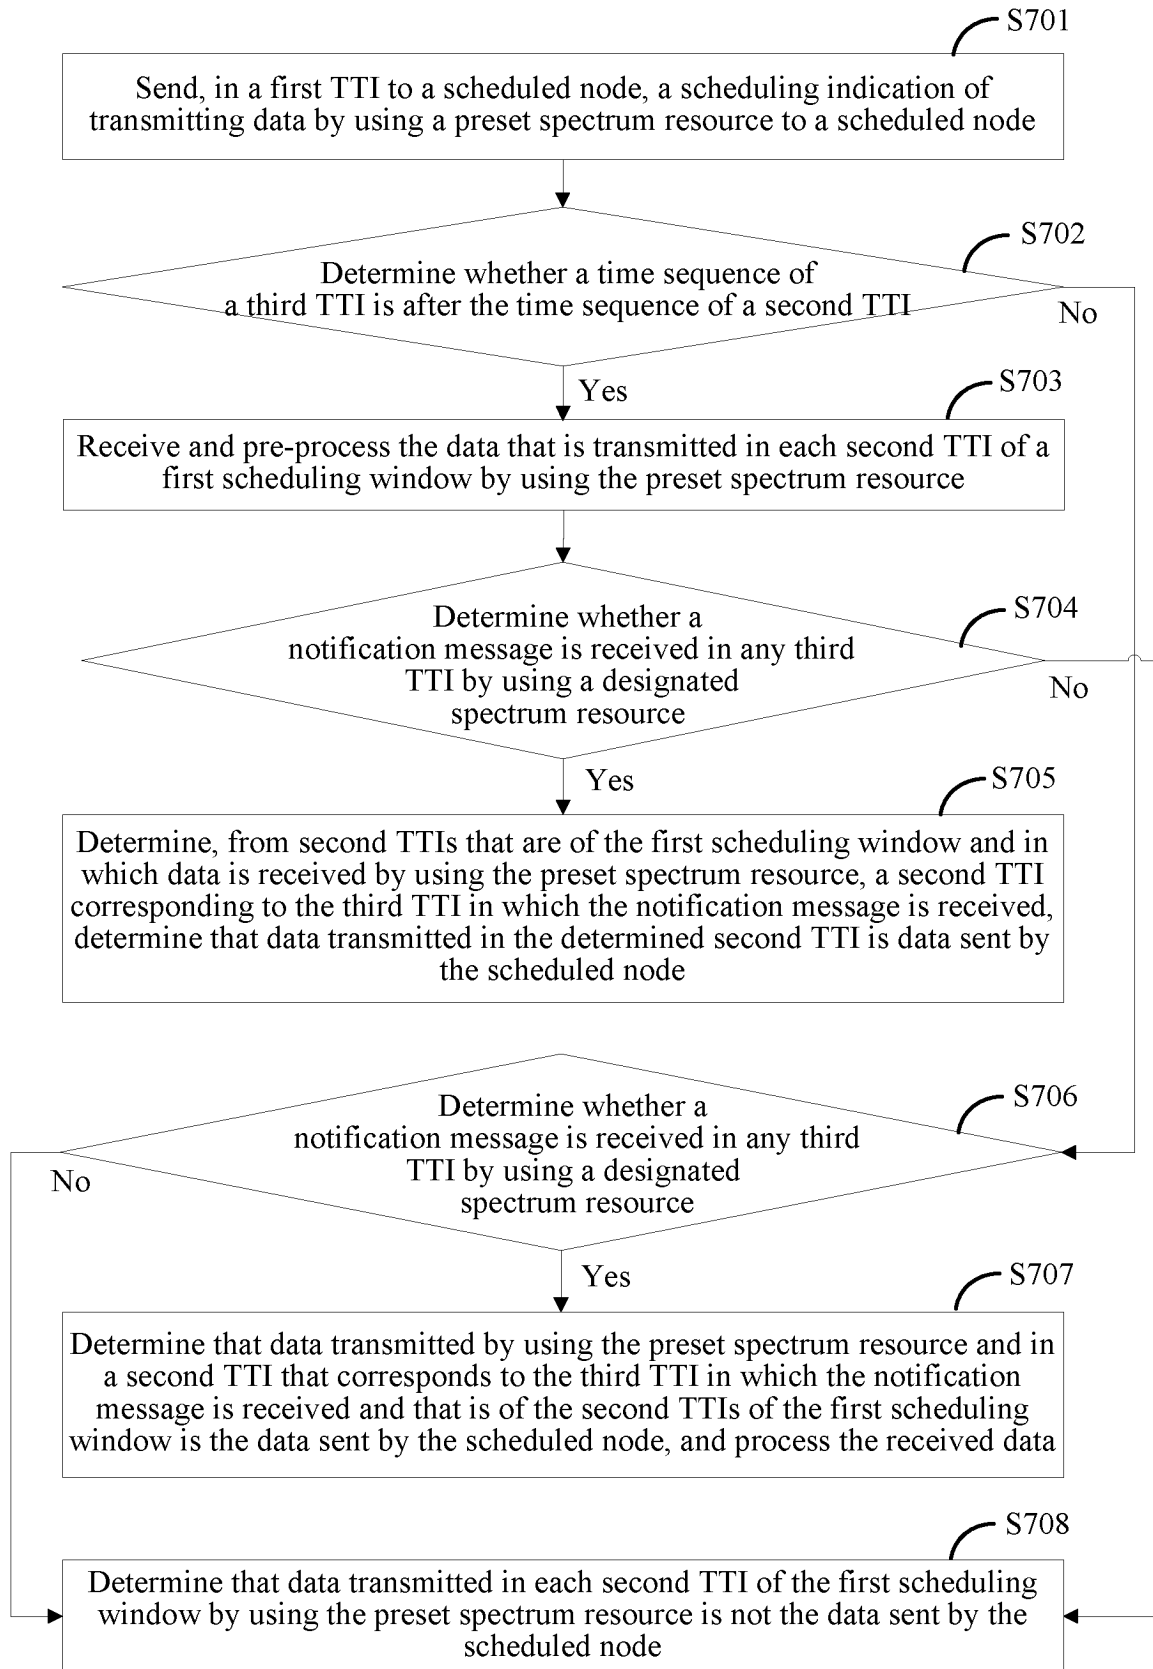 S701
Send, in a first TTI to a scheduled node, a scheduling indication of
transmitting data by using a preset spectrum resource to a scheduled node
S702
Determine whether a time sequence of
a third TTI is after the time sequence of a second TTI
No
Yes
S703
Receive and pre-process the data that is transmitted in each second TTI of a
first scheduling window by using the preset spectrum resource
S704
Determine whether a
notification message is received in any third
TTI by using a designated
spectrum resource
No
Yes
S705
Determine, from second TTIs that are of the first scheduling window and in
which data is received by using the preset spectrum resource, a second TTI
corresponding to the third TTI in which the notification message is received,
determine that data transmitted in the determined second TTI is data sent by
the scheduled node
S706
Determine whether a
notification message is received in any third
TTI by using a designated
spectrum resource
No
Yes
S707
Determine that data transmitted by using the preset spectrum resource and in
a second TTI that corresponds to the third TTI in which the notification
message is received and that is of the second TTIs of the first scheduling
window is the data sent by the scheduled node, and process the received data
S708
Determine that data transmitted in each second TTI of the first scheduling
window by using the preset spectrum resource is not the data sent by the
scheduled node